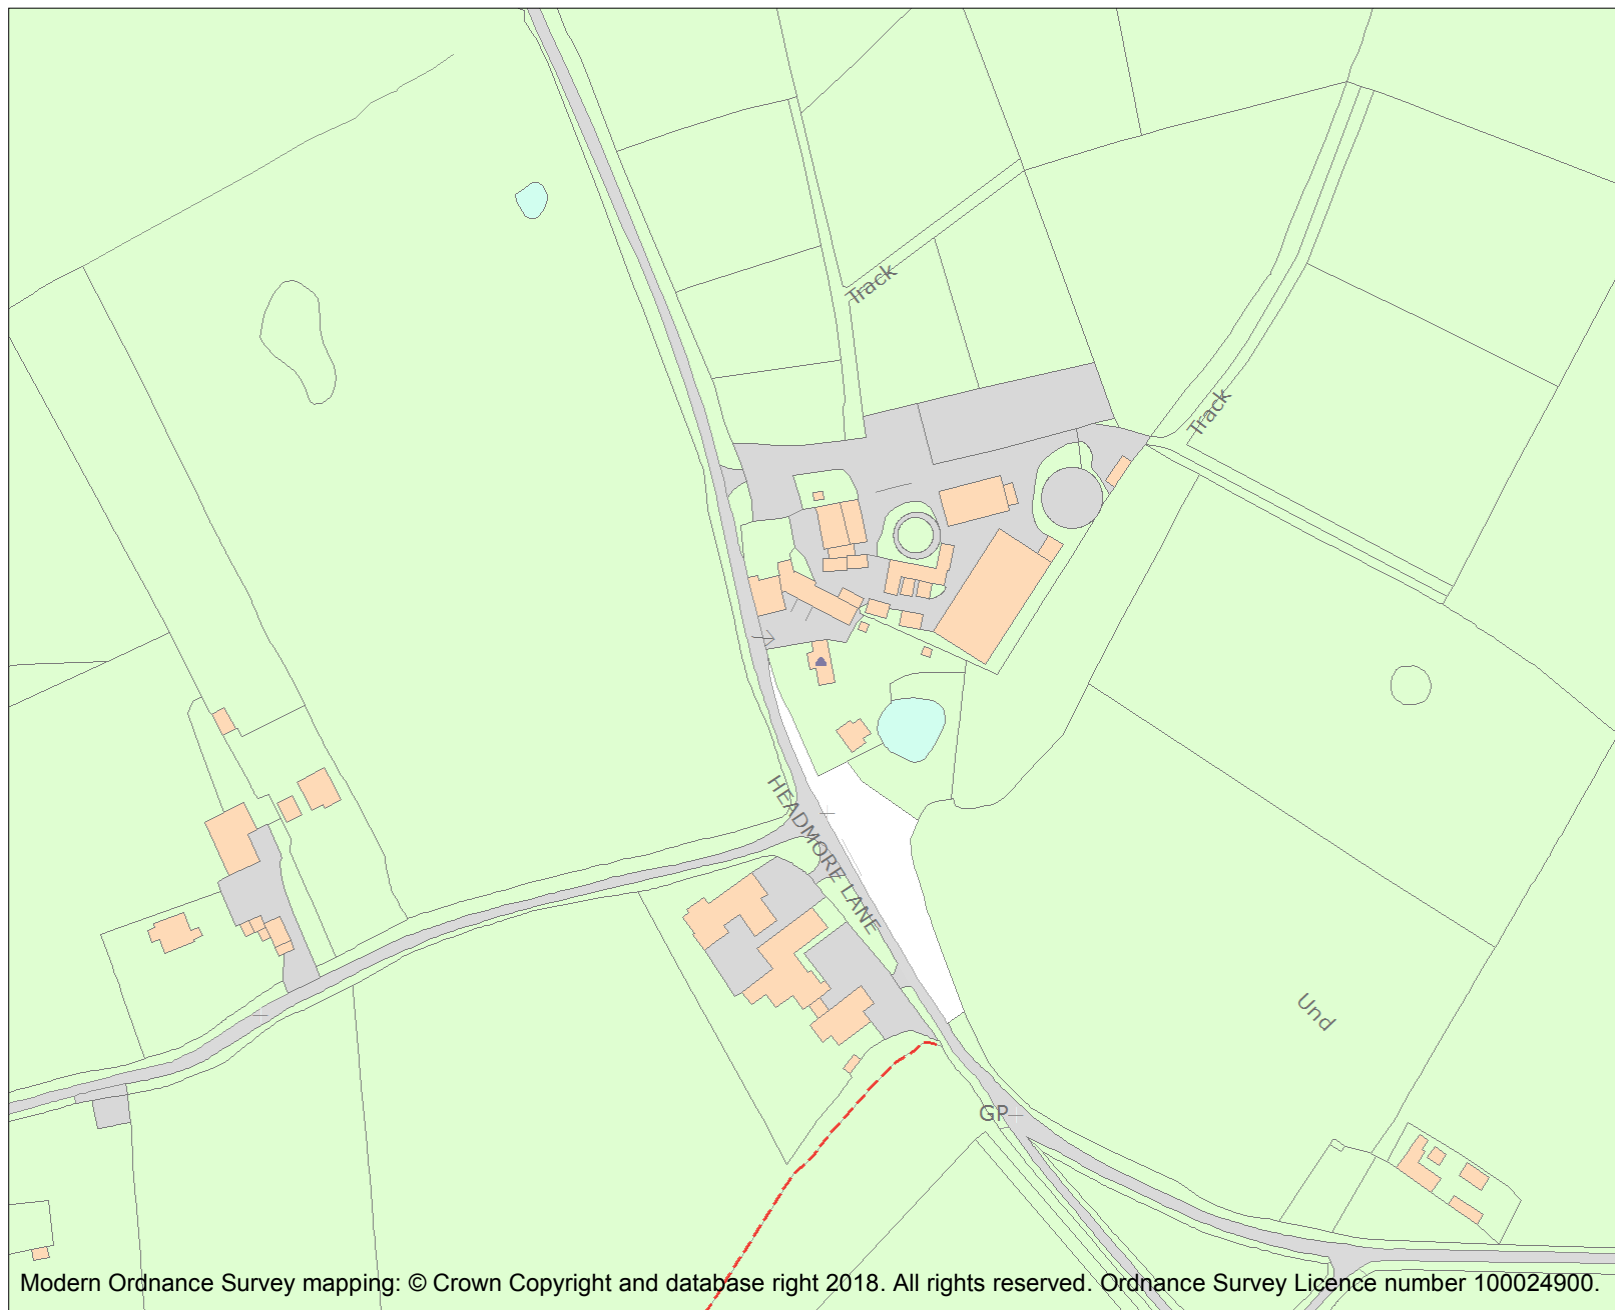 Track
Track
HEADMORE LANE
Und
GP
Modern Ordnance Survey mapping: © Crown Copyright and database right 2018. All rights reserved. Ordnance Survey Licence number 100024900.